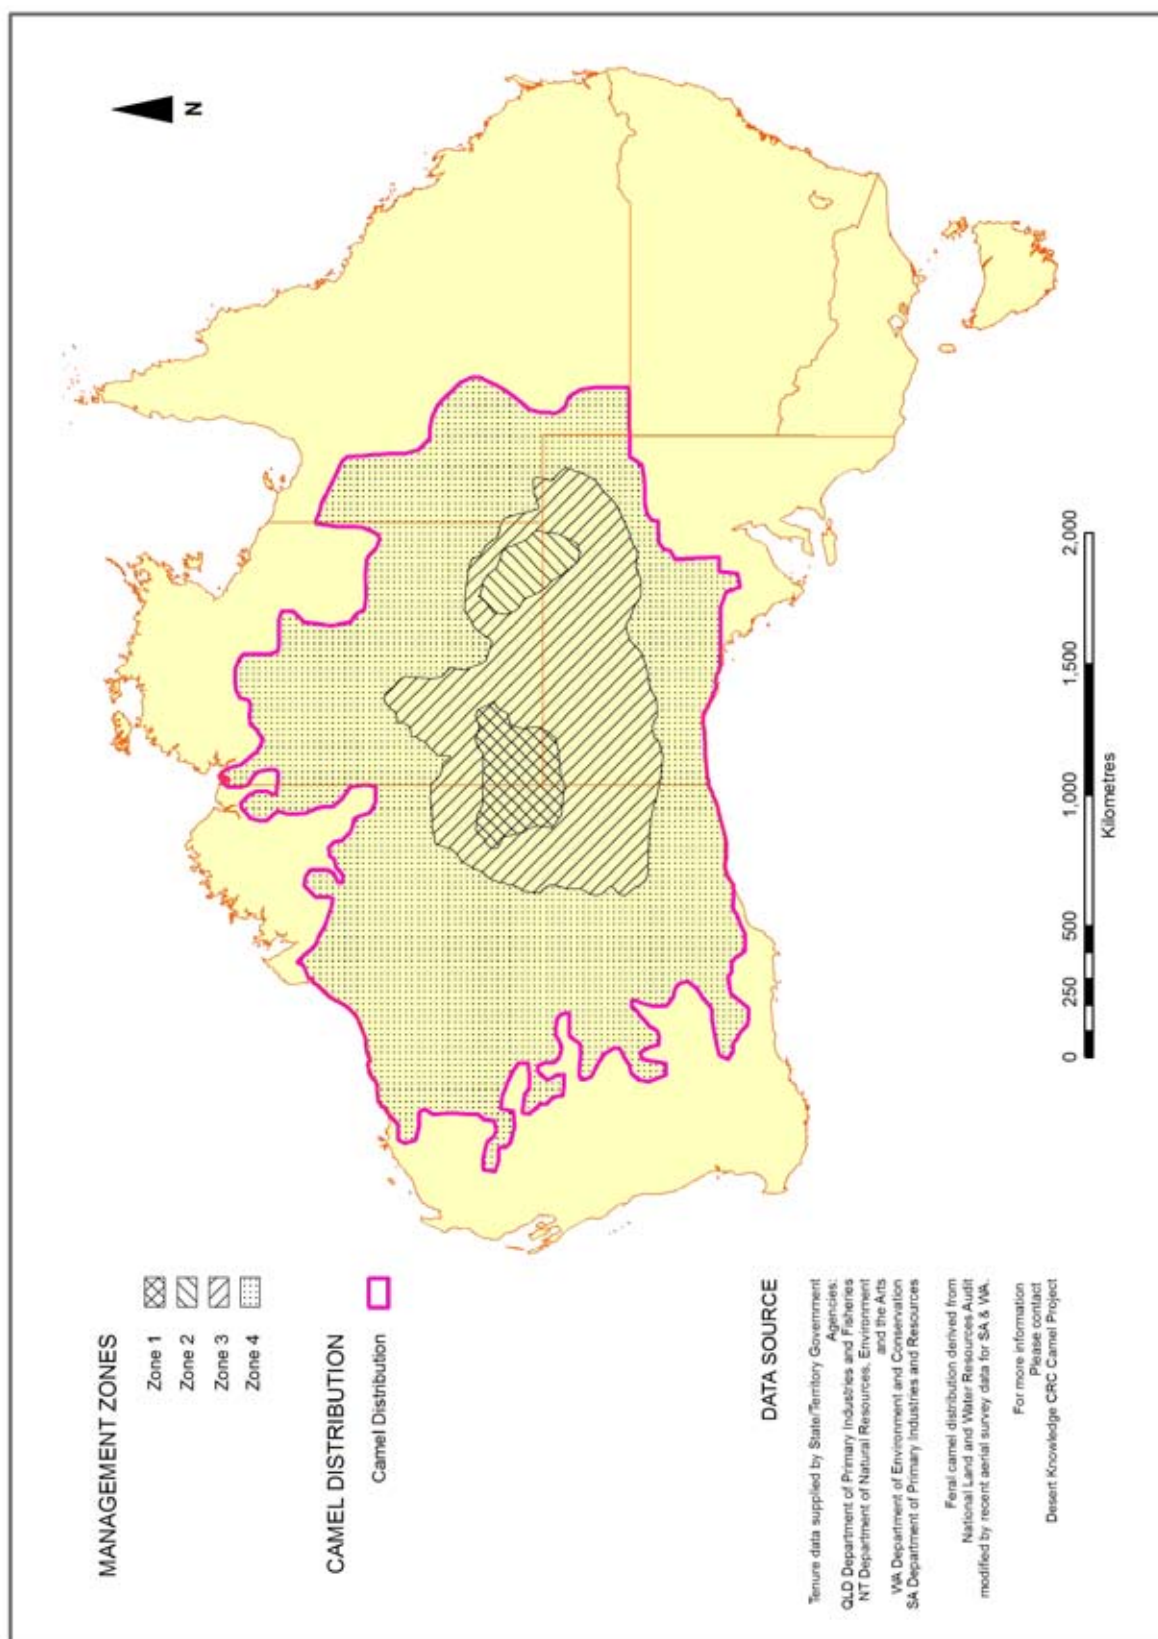 N
MANAGEMENT ZONES
Zone 1
Zone 2
Zone 3
Zone 4
CAMEL DISTRIBUTION
Camel Distribution
DATA SOURCE
Tenure data supplied by State/Territory Government
Agencies:
QLD Department of Primary Industries and Fisheries
NT Department of Natural Resources, Environment
and the Arts
WA Department of Environment and Conservation
SA Department of Primary Industries and Resources
Feral camel distribution derived from
National Land and Water Resources Audit
modified by recent aerial survey data for SA & WA.
For more information
Please contact
Desert Knowledge CRC Camel Project
0 250 500 1,000 1,500 2,000
Kilometres